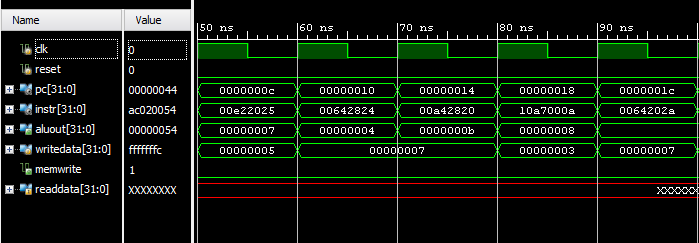 Name Value 50 ns 60 ns 70 ns 80 ns 90 ns
clk 0
reset 0
pc[31:0] 00000044 0000000c 00000010 00000014 00000018 0000001c
instr[31:0] ac020054 00e22025 00642824 00a42820 10a7000a 0064202a
aluout[31:0] 00000054 00000007 00000004 0000000b 00000008
writedata[31:0] fffffffc 00000005 00000007 00000003 00000007
memwrite 1
readdata[31:0] XXXXXXXX XXXXXX